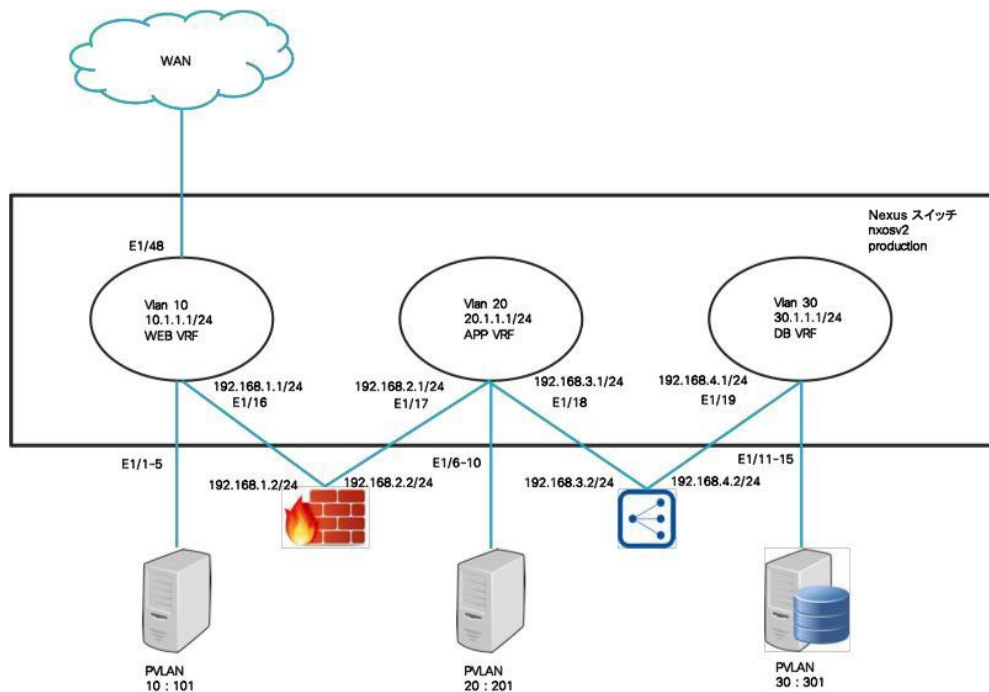 WAN
Nexus スイッチ
nxosv2
production
E1/48
Vlan 10
10.1.1.1/24
WEB VRF
Vlan 20
20.1.1.1/24
APP VRF
Vlan 30
30.1.1.1/24
DB VRF
192.168.1.1/24
E1/16
192.168.2.1/24
E1/17
192.168.3.1/24
E1/18
192.168.4.1/24
E1/19
E1/1-5
E1/6-10
E1/11-15
192.168.1.2/24
192.168.2.2/24
192.168.3.2/24
192.168.4.2/24
PVLAN
10 : 101
PVLAN
20 : 201
PVLAN
30 : 301